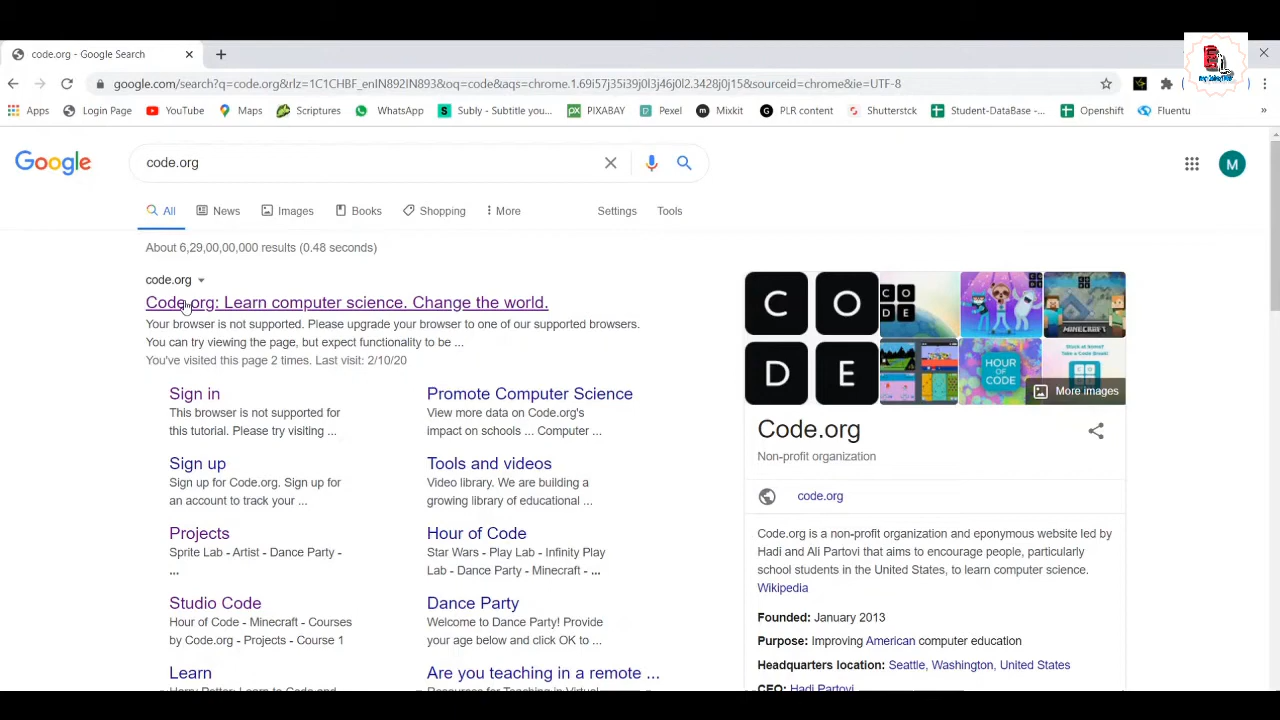 code.org - Google Search
google.com/search?q=code.org&rlz=1C1CHBF_enIN892IN893&oq=code&aqs=chrome.1.69i57j35i39j0l3j46j0l2.3428j0j15&sourceid=chrome&ie=UTF-8
Apps Login Page YouTube Maps Scriptures WhatsApp Subly - Subtitle your... PIXABAY Pexel Mixkit PLR content Shutterstck Student-DataBase -... Openshift Fluentu »
Google code.org M
All News Images Books Shopping More Settings Tools
About 6,29,00,00,000 results (0.48 seconds)
code.org
Code.org: Learn computer science. Change the world.
Your browser is not supported. Please upgrade your browser to one of our supported browsers.
You can try viewing the page, but expect functionality to be ...
You've visited this page 2 times. Last visit: 2/10/20
Sign in
This browser is not supported for
this tutorial. Please try visiting ...
Promote Computer Science
View more data on Code.org's
impact on schools ... Computer ...
Sign up
Sign up for Code.org. Sign up for
an account to track your ...
Tools and videos
Video library. We are building a
growing library of educational ...
Projects
Sprite Lab - Artist - Dance Party -
...
Hour of Code
Star Wars - Play Lab - Infinity Play
Lab - Dance Party - Minecraft - ...
Studio Code
Hour of Code - Minecraft - Courses
by Code.org - Projects - Course 1
Dance Party
Welcome to Dance Party! Provide
your age below and click OK to ...
Learn
Are you teaching in a remote ...
C O
D E
C O
D E
MINECRAFT
HOUR
OF
CODE
Stuck at home?
Take a Code Break!
More images
Code.org
Non-profit organization
code.org
Code.org is a non-profit organization and eponymous website led by
Hadi and Ali Partovi that aims to encourage people, particularly
school students in the United States, to learn computer science.
Wikipedia
Founded: January 2013
Purpose: Improving American computer education
Headquarters location: Seattle, Washington, United States
CEO: Hadi Partovi